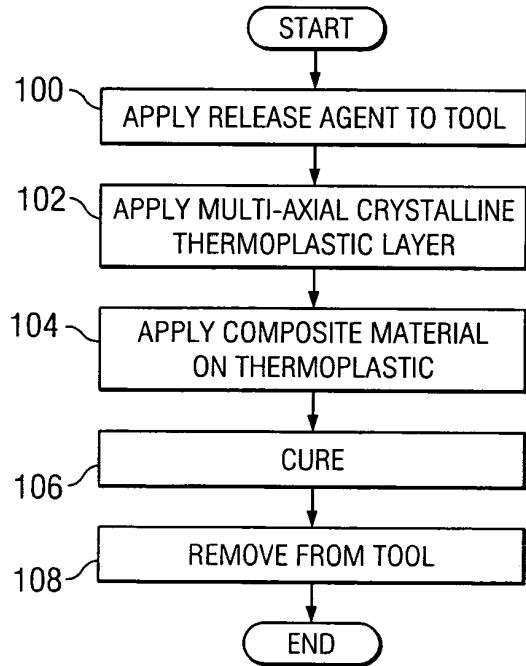 START
100
APPLY RELEASE AGENT TO TOOL
102
APPLY MULTI-AXIAL CRYSTALLINE
THERMOPLASTIC LAYER
104
APPLY COMPOSITE MATERIAL
ON THERMOPLASTIC
106
CURE
108
REMOVE FROM TOOL
END